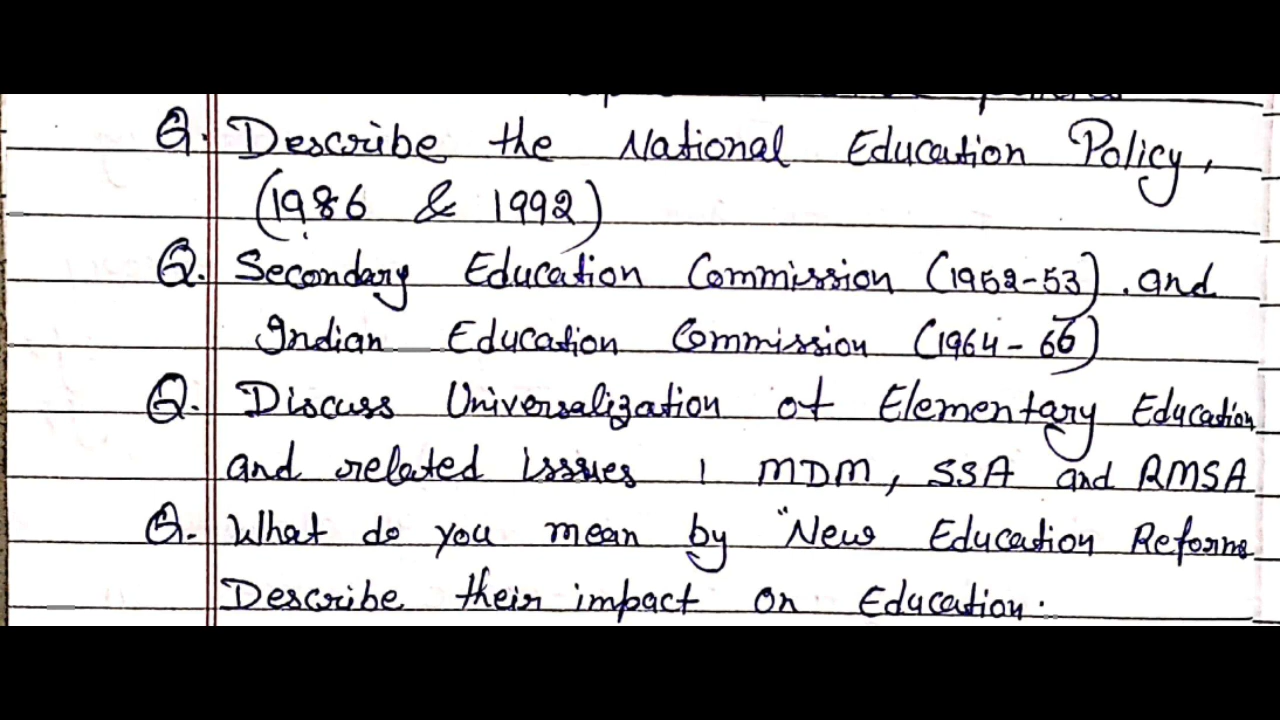 Q. Describe the National Education Policy,
(1986 & 1992)
Q. Secondary Education Commission (1952-53) . and
Indian Education Commission (1964-66)
Q. Discuss Universalization of Elementary Education
and related issues | MDM, SSA and RMSA
Q. What do you mean by "New Education Reforms
Describe their impact on Education.